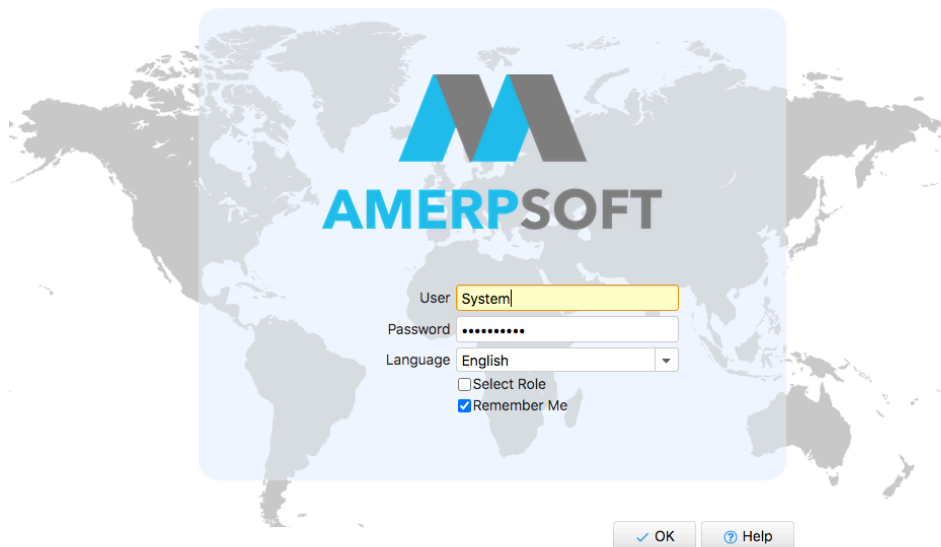 AMERPSOFT
User System
Password ••••••••••
Language English
Select Role
Remember Me
OK Help